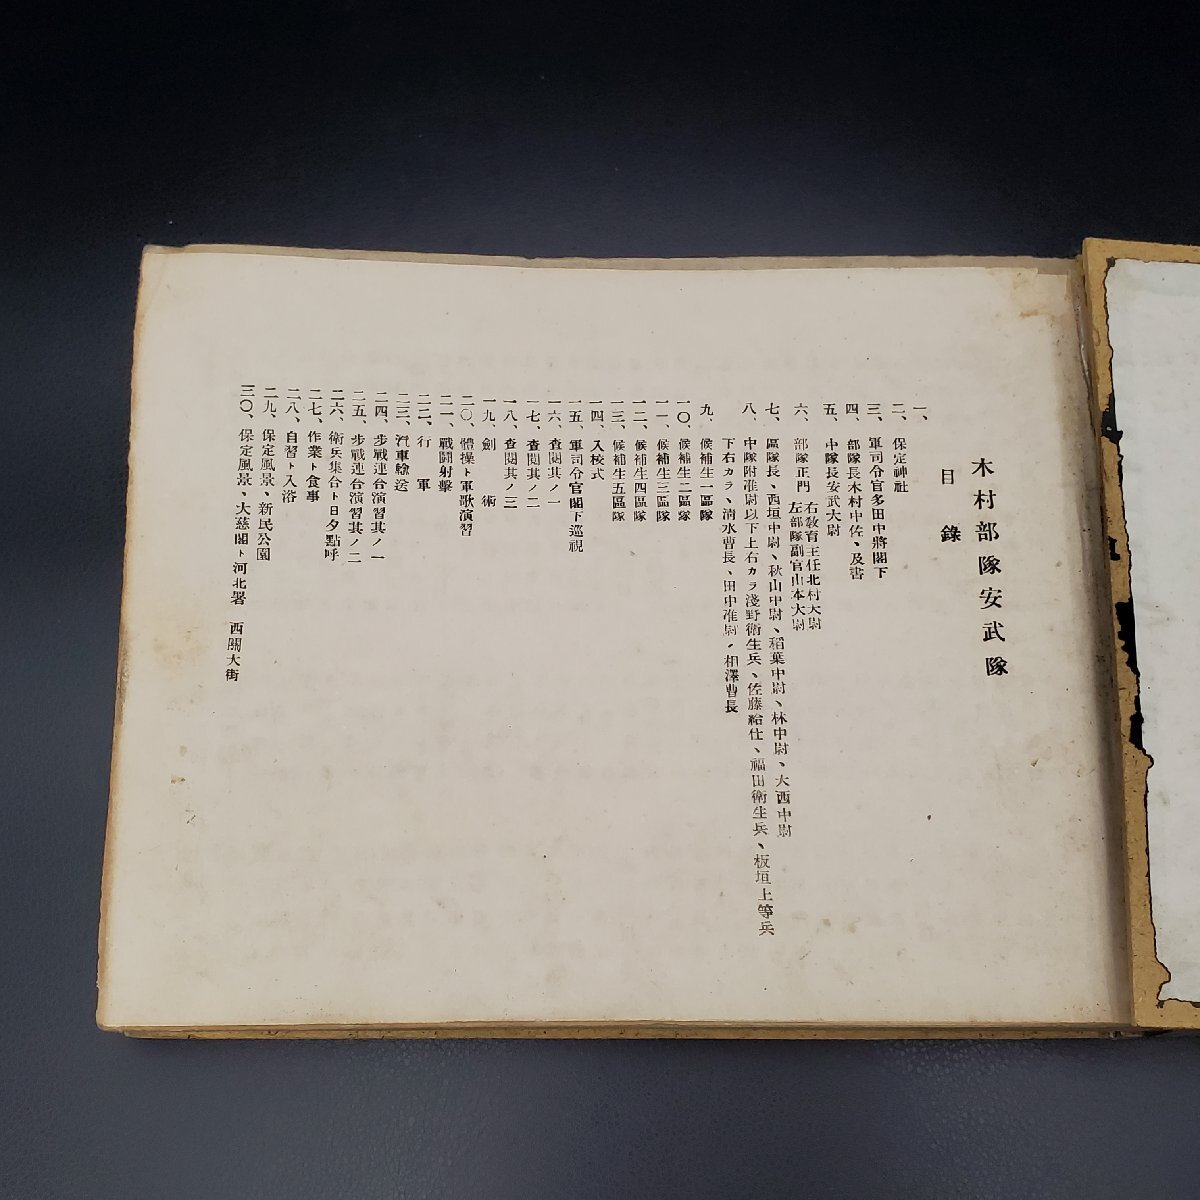 木村部隊安武隊
目錄
一、
二、保定神社
三、軍司令官多田中將閣下
四、部隊長木村中佐、及書
五、中隊長安武大尉
六、部隊正門 右敎育主任北村大尉
左部隊副官山本大尉
七、區隊長、西垣中尉、秋山中尉、稻葉中尉、林中尉、大西中尉
八、中隊附准尉以下上右カラ淺野衛生兵、佐藤給仕、福田衛生兵、板垣上等兵
下右カラ、淸水曹長、田中准尉、相澤曹長
九、候補生一區隊
一〇、候補生二區隊
一一、候補生三區隊
一二、候補生四區隊
一三、候補生五區隊
一四、入校式
一五、軍司令官閣下巡視
一六、査閱其ノ一
一七、査閱其ノ二
一八、査閱其ノ三
一九、劍術
二〇、體操ト軍歌演習
二一、戰鬪射擊
二二、行軍
二三、汽車輸送
二四、步戰連合演習其ノ一
二五、步戰連合演習其ノ二
二六、衛兵集合ト日夕點呼
二七、作業ト食事
二八、自習ト入浴
二九、保定風景、新民公園
三〇、保定風景、大慈閣ト河北署 西關大街